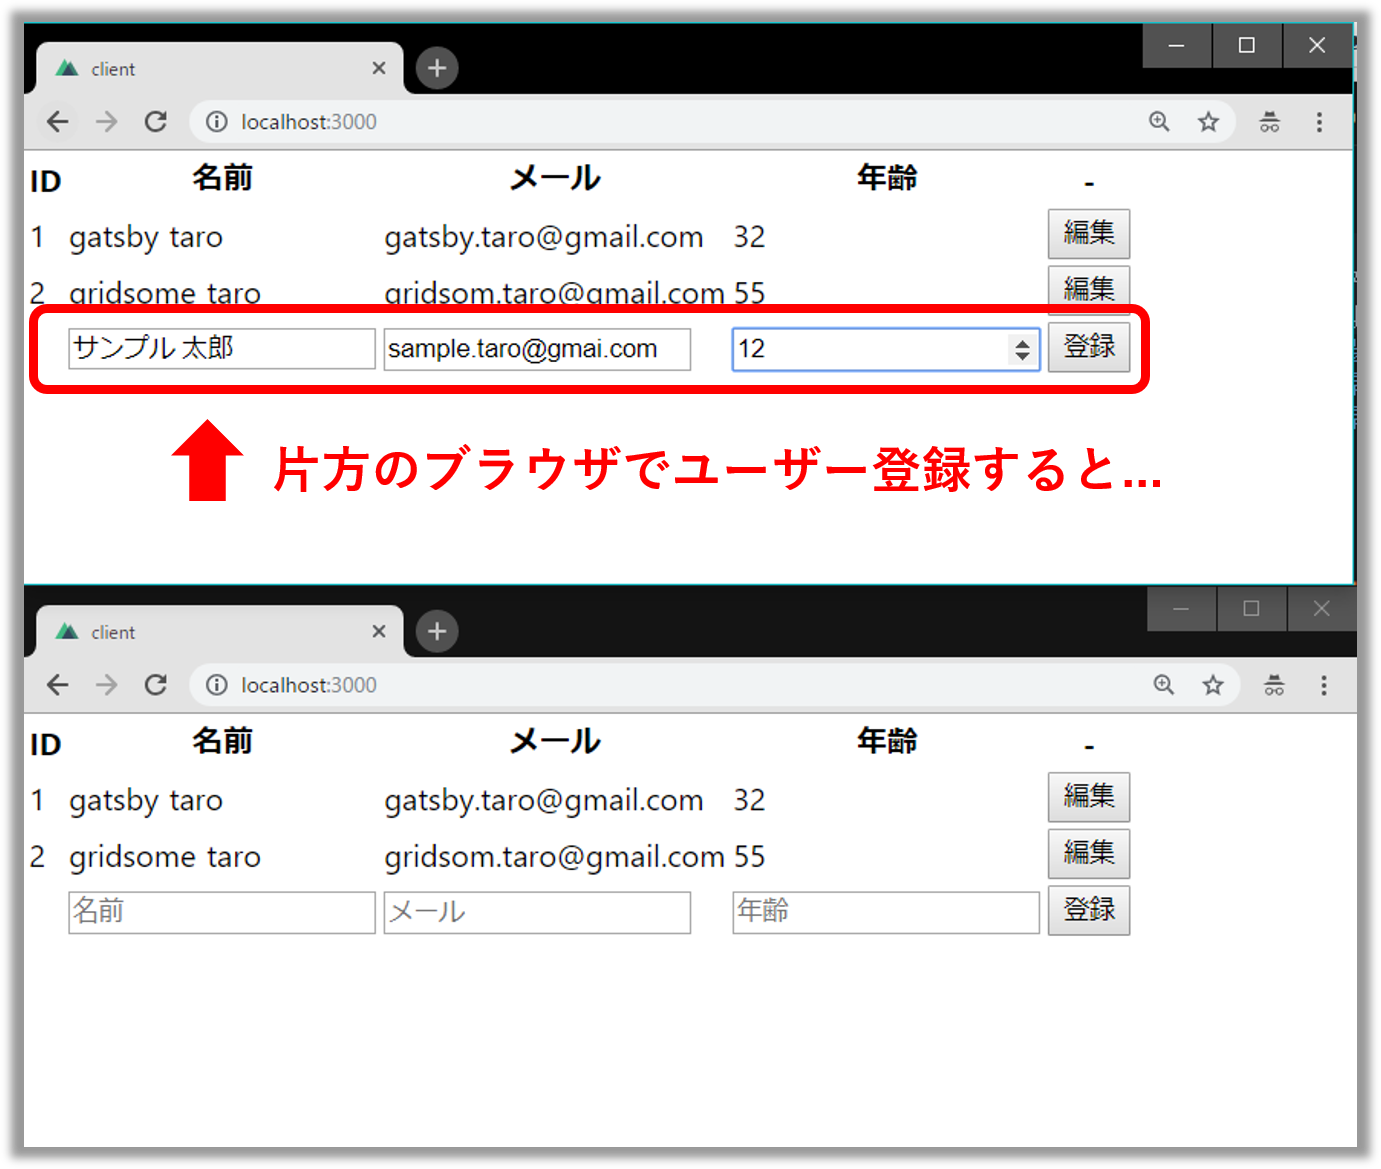 client
localhost:3000
ID 名前 メール 年齢 -
1 gatsby taro gatsby.taro@gmail.com 32 編集
2 gridsome taro gridsom.taro@gmail.com 55 編集
サンプル 太郎 sample.taro@gmai.com 12 登録
片方のブラウザでユーザー登録すると...
client
localhost:3000
ID 名前 メール 年齢 -
1 gatsby taro gatsby.taro@gmail.com 32 編集
2 gridsome taro gridsom.taro@gmail.com 55 編集
名前 メール 年齢 登録